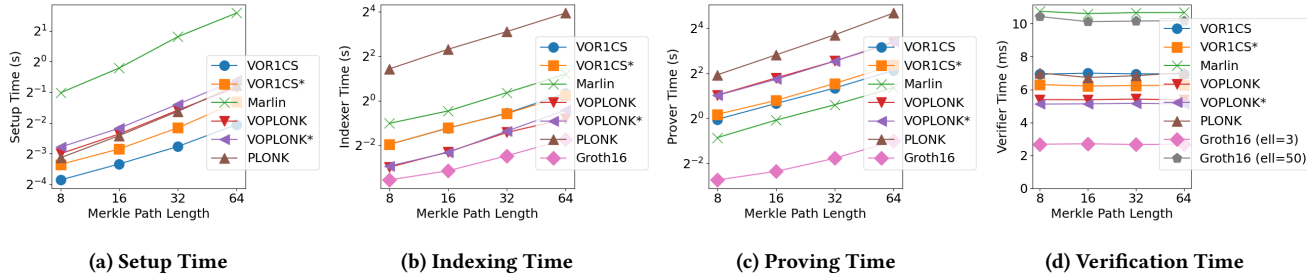 Setup Time (s)
2^1
2^0
2^−1
2^−2
2^−3
2^−4
8
16
32
64
Merkle Path Length
VOR1CS
VOR1CS*
Marlin
VOPLONK
VOPLONK*
PLONK
(a) Setup Time
Indexer Time (s)
2^2
2^0
2^−2
8
16
32
64
Merkle Path Length
VOR1CS
VOR1CS*
Marlin
VOPLONK
VOPLONK*
PLONK
Groth16
(b) Indexing Time
Prover Time (s)
2^4
2^2
2^0
2^−2
8
16
32
64
Merkle Path Length
VOR1CS
VOR1CS*
Marlin
VOPLONK
VOPLONK*
PLONK
Groth16
(c) Proving Time
Verifier Time (ms)
10
8
6
4
2
0
8
16
32
64
Merkle Path Length
VOR1CS
VOR1CS*
Marlin
VOPLONK
VOPLONK*
PLONK
Groth16 (ell=3)
Groth16 (ell=50)
(d) Verification Time